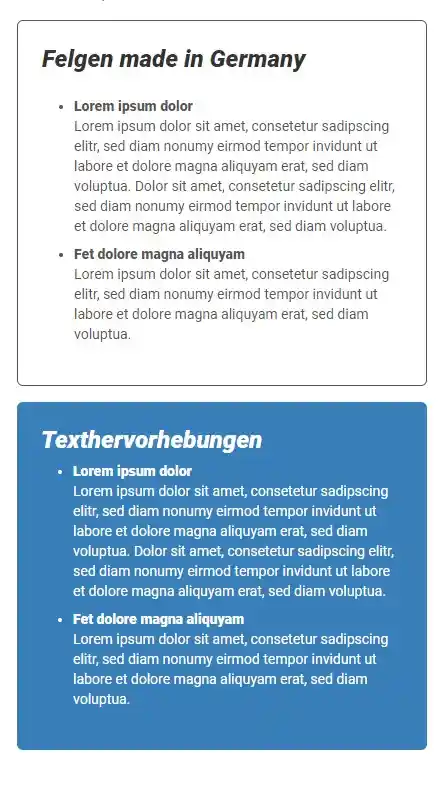 Felgen made in Germany
• Lorem ipsum dolor
Lorem ipsum dolor sit amet, consetetur sadipscing
elitr, sed diam nonumy eirmod tempor invidunt ut
labore et dolore magna aliquyam erat, sed diam
voluptua. Dolor sit amet, consetetur sadipscing elitr,
sed diam nonumy eirmod tempor invidunt ut labore
et dolore magna aliquyam erat, sed diam voluptua.
• Fet dolore magna aliquyam
Lorem ipsum dolor sit amet, consetetur sadipscing
elitr, sed diam nonumy eirmod tempor invidunt ut
labore et dolore magna aliquyam erat, sed diam
voluptua.
Texthervorhebungen
• Lorem ipsum dolor
Lorem ipsum dolor sit amet, consetetur sadipscing
elitr, sed diam nonumy eirmod tempor invidunt ut
labore et dolore magna aliquyam erat, sed diam
voluptua. Dolor sit amet, consetetur sadipscing elitr,
sed diam nonumy eirmod tempor invidunt ut labore
et dolore magna aliquyam erat, sed diam voluptua.
• Fet dolore magna aliquyam
Lorem ipsum dolor sit amet, consetetur sadipscing
elitr, sed diam nonumy eirmod tempor invidunt ut
labore et dolore magna aliquyam erat, sed diam
voluptua.